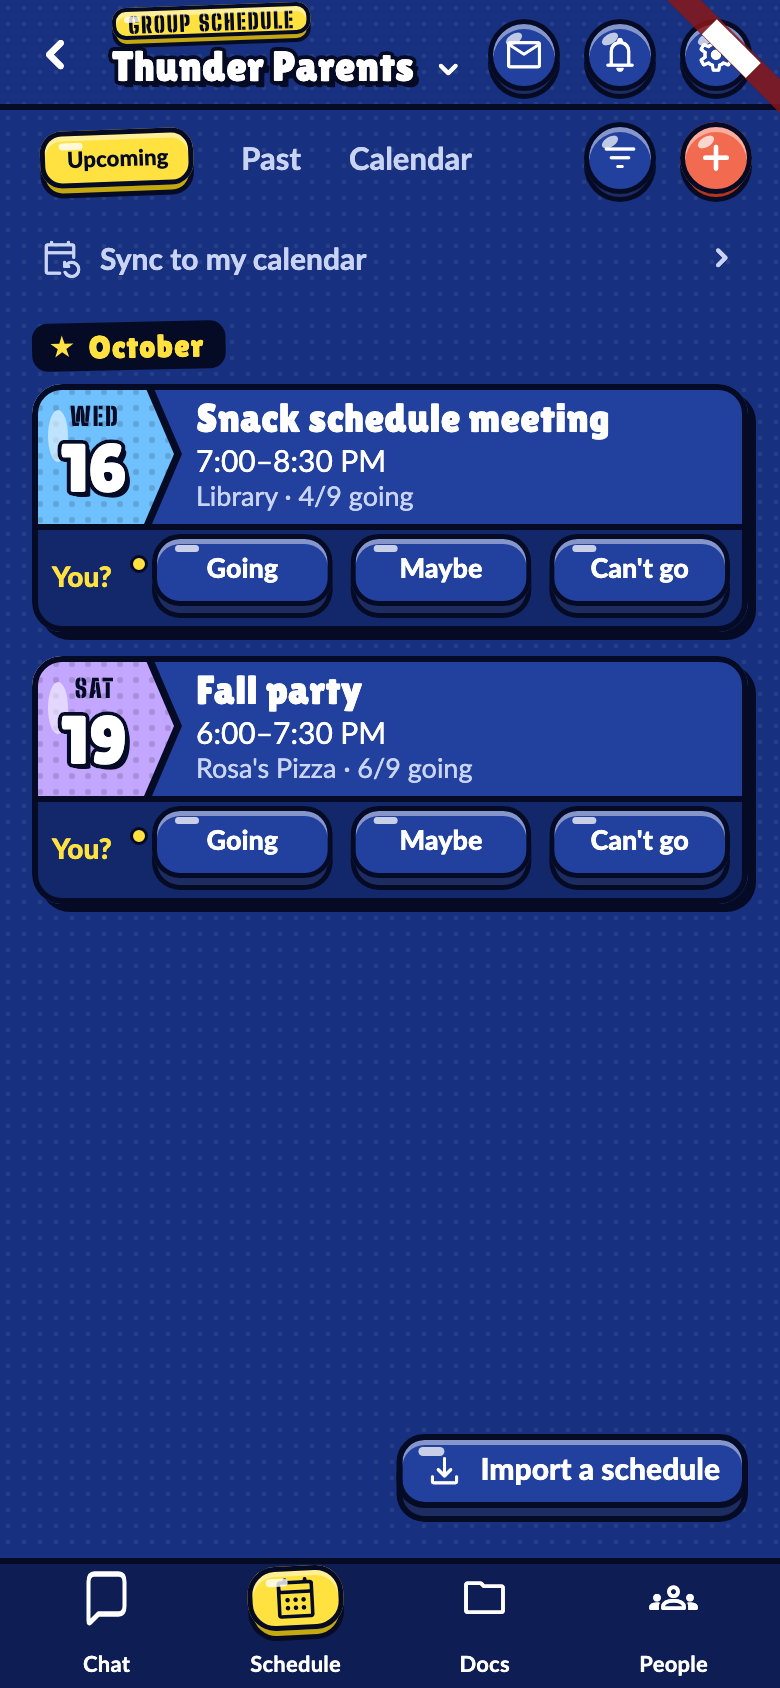 GROUP SCHEDULE
Thunder Parents
Upcoming
Past
Calendar
Sync to my calendar
★ October
WED
16
Snack schedule meeting
7:00–8:30 PM
Library · 4/9 going
You?
Going
Maybe
Can't go
SAT
19
Fall party
6:00–7:30 PM
Rosa's Pizza · 6/9 going
You?
Going
Maybe
Can't go
Import a schedule
Chat
Schedule
Docs
People